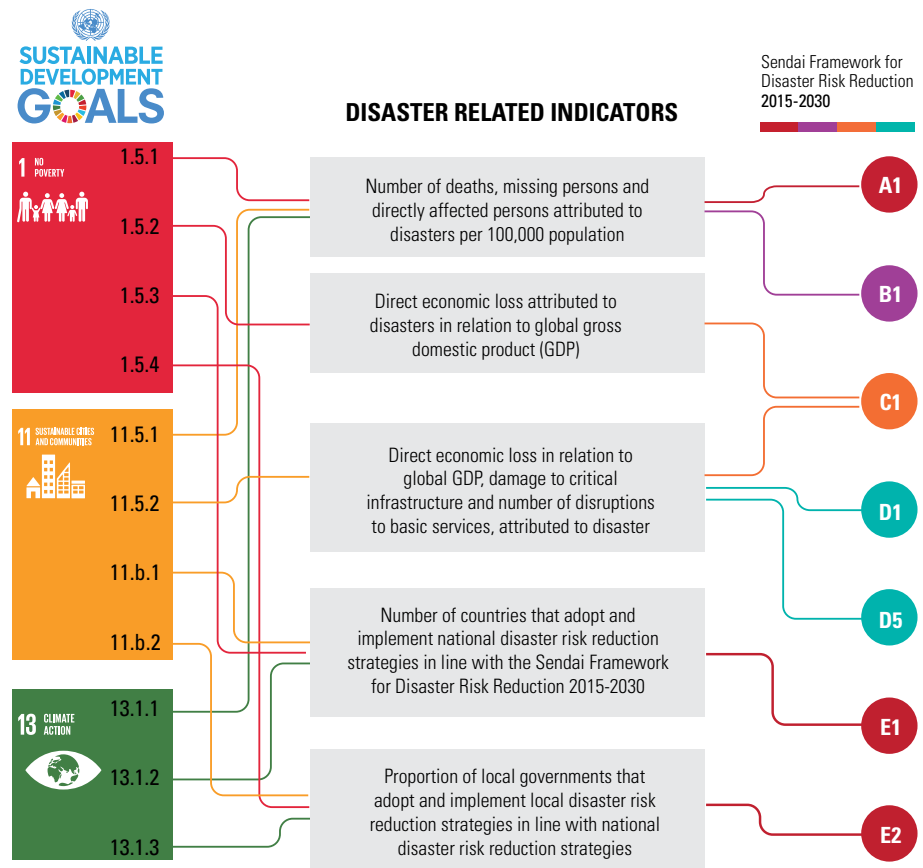 SUSTAINABLE
DEVELOPMENT
GOALS
DISASTER RELATED INDICATORS
Sendai Framework for
Disaster Risk Reduction
2015-2030
1 NO
POVERTY
1.5.1
1.5.2
1.5.3
1.5.4
11 SUSTAINABLE CITIES
AND COMMUNITIES
11.5.1
11.5.2
11.b.1
11.b.2
13 CLIMATE
ACTION
13.1.1
13.1.2
13.1.3
Number of deaths, missing persons and
directly affected persons attributed to
disasters per 100,000 population
Direct economic loss attributed to
disasters in relation to global gross
domestic product (GDP)
Direct economic loss in relation to
global GDP, damage to critical
infrastructure and number of disruptions
to basic services, attributed to disaster
Number of countries that adopt and
implement national disaster risk reduction
strategies in line with the Sendai Framework
for Disaster Risk Reduction 2015-2030
Proportion of local governments that
adopt and implement local disaster risk
reduction strategies in line with national
disaster risk reduction strategies
A1
B1
C1
D1
D5
E1
E2